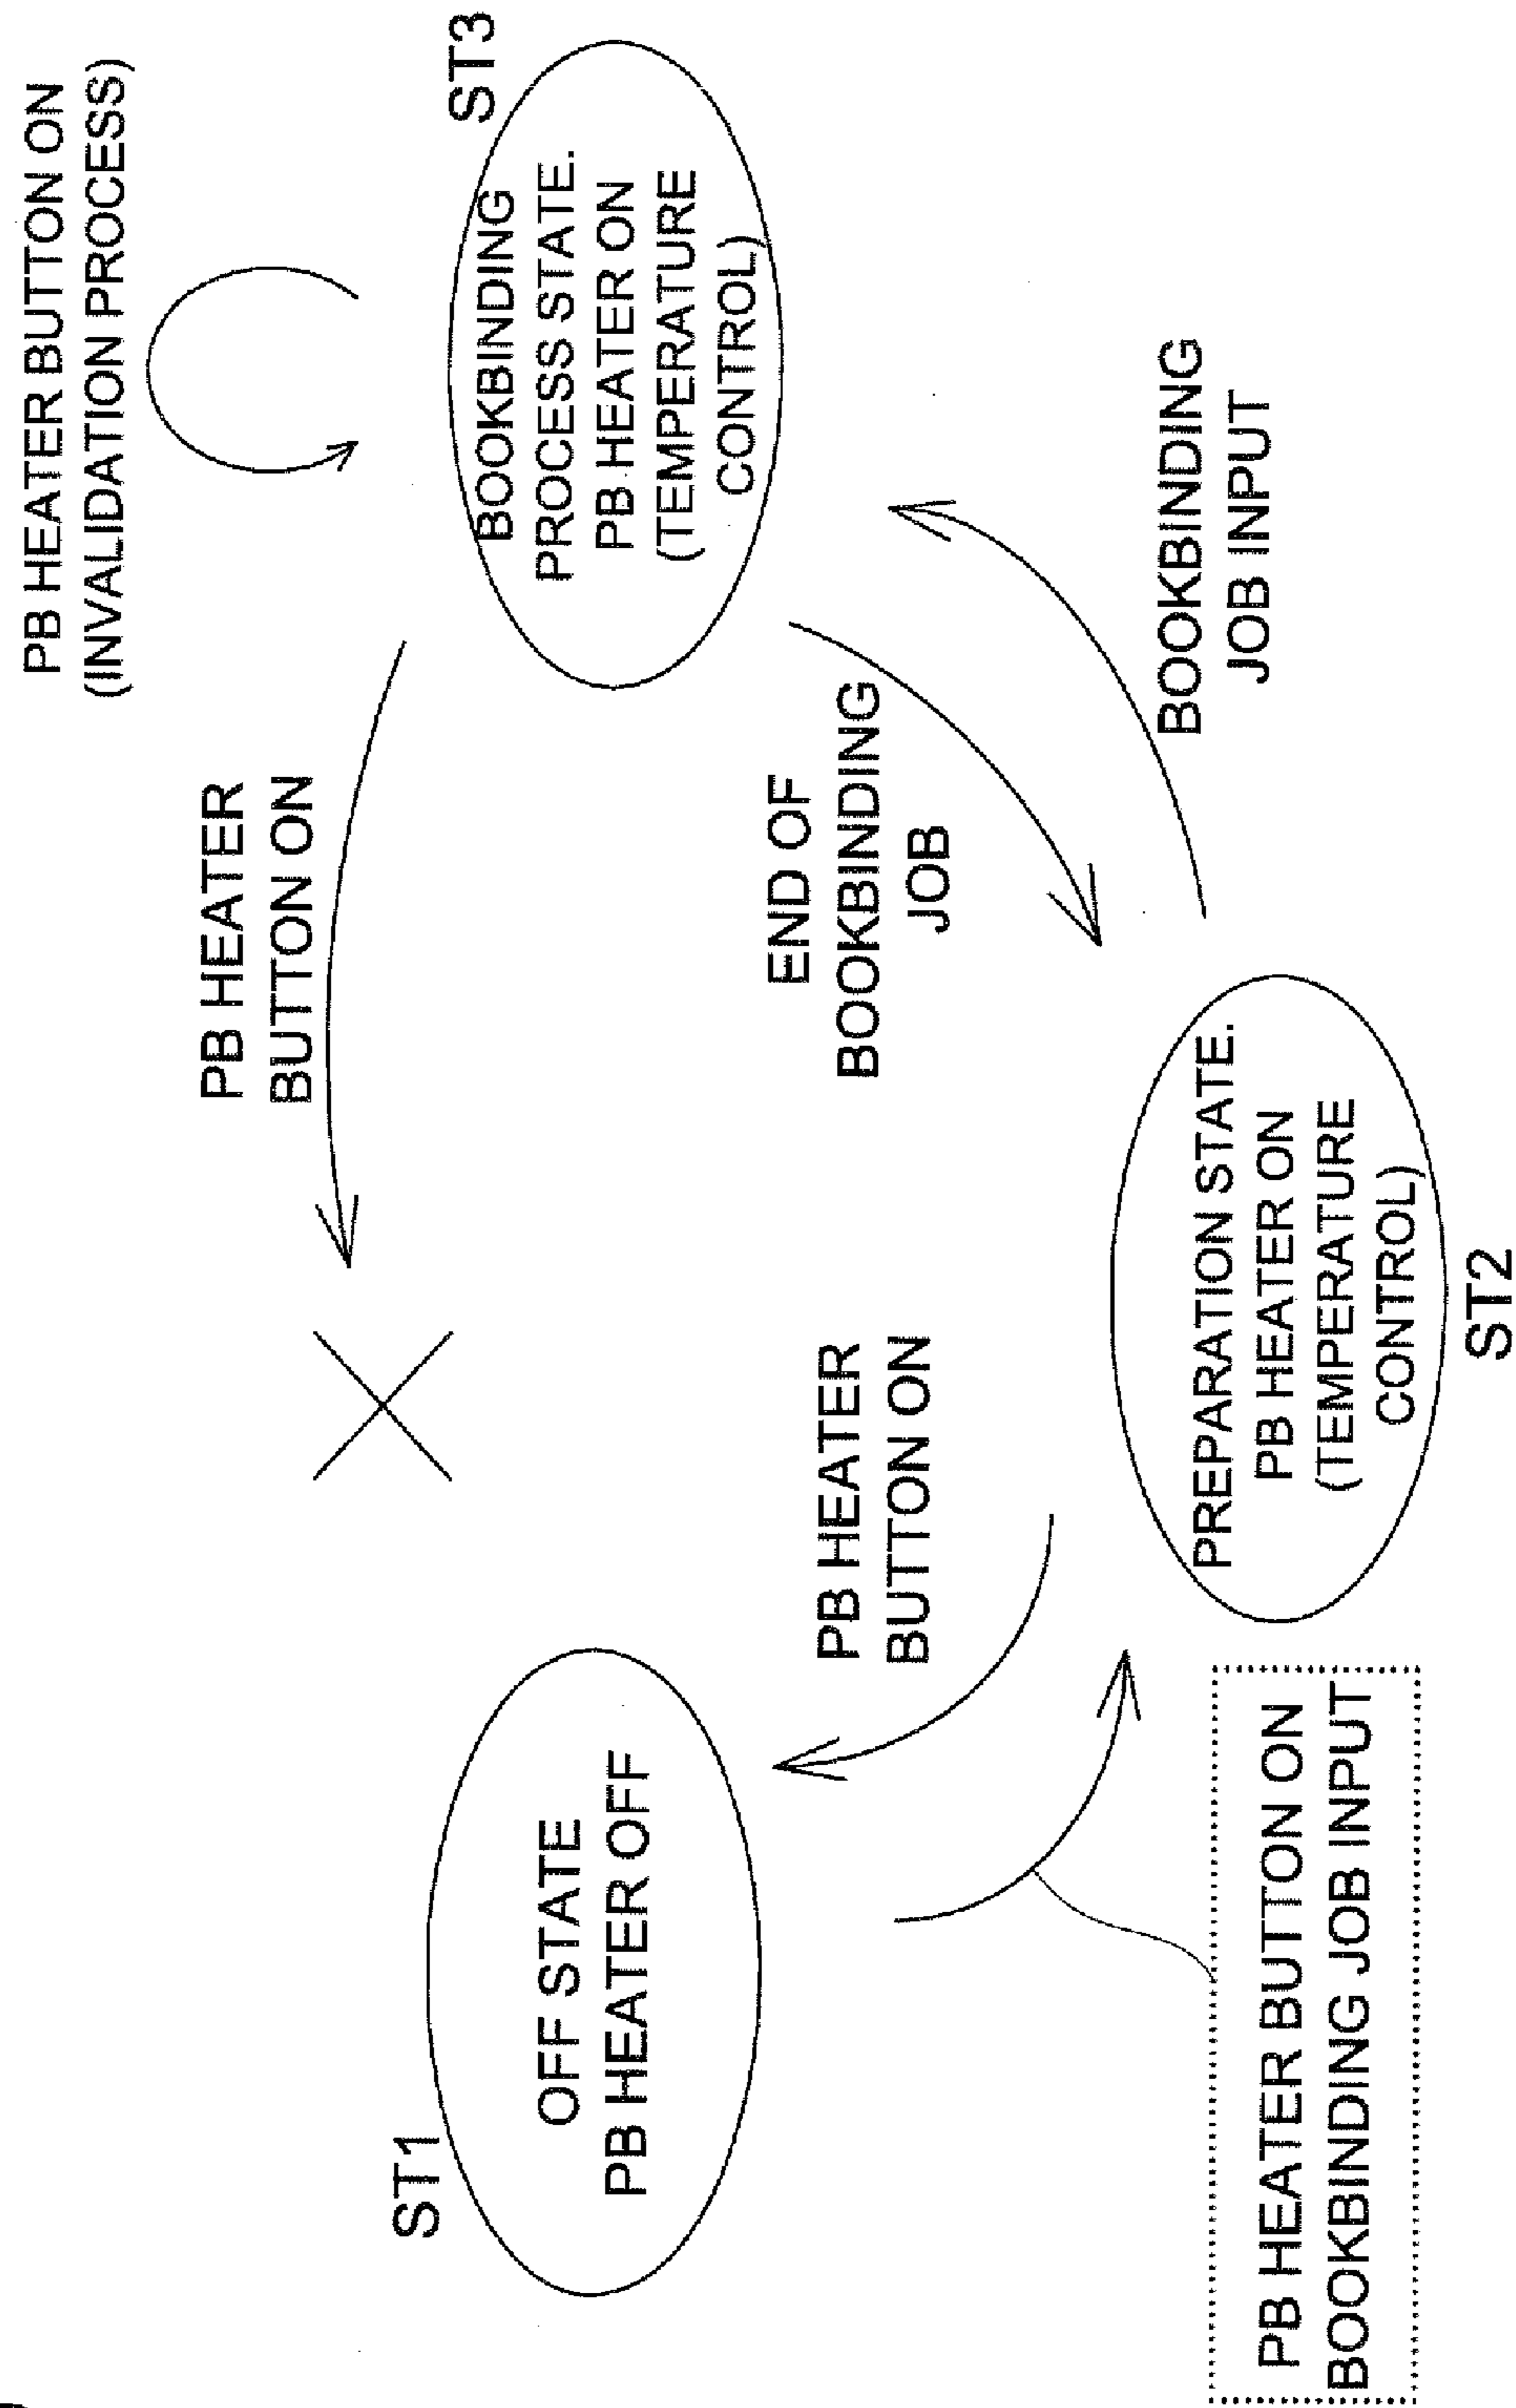 PB HEATER BUTTON ON
(INVALIDATION PROCESS)
PB HEATER
BUTTON ON
ST1
OFF STATE
PB HEATER OFF
ST3
BOOKBINDING
PROCESS STATE.
PB HEATER ON
(TEMPERATURE
CONTROL)
END OF
BOOKBINDING
JOB
PB HEATER
BUTTON ON
BOOKBINDING
JOB INPUT
PREPARATION STATE.
PB HEATER ON
(TEMPERATURE
CONTROL)
ST2
PB HEATER BUTTON ON
BOOKBINDING JOB INPUT